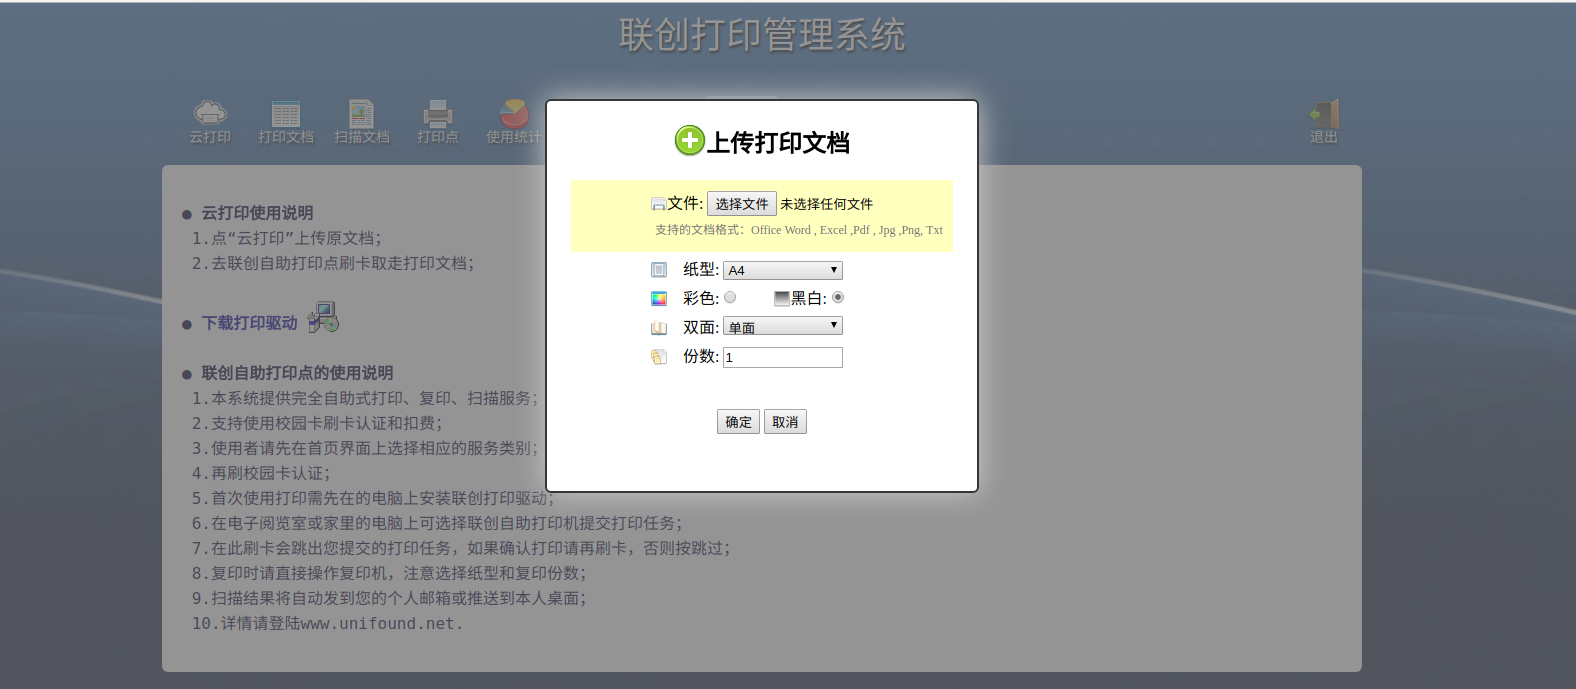 联创打印管理系统
云打印 打印文档 扫描文档 打印点 使用统计 退出
上传打印文档
文件: 选择文件 未选择任何文件
支持的文档格式：Office Word , Excel ,Pdf , Jpg ,Png, Txt
纸型: A4
彩色: 黑白:
双面: 单面
份数: 1
确定 取消
● 云打印使用说明
1.点“云打印”上传原文档；
2.去联创自助打印点刷卡取走打印文档；
● 下载打印驱动
● 联创自助打印点的使用说明
1.本系统提供完全自助式打印、复印、扫描服务；
2.支持使用校园卡刷卡认证和扣费；
3.使用者请先在首页界面上选择相应的服务类别；
4.再刷校园卡认证；
5.首次使用打印需先在的电脑上安装联创打印驱动；
6.在电子阅览室或家里的电脑上可选择联创自助打印机提交打印任务；
7.在此刷卡会跳出您提交的打印任务，如果确认打印请再刷卡，否则按跳过；
8.复印时请直接操作复印机，注意选择纸型和复印份数；
9.扫描结果将自动发到您的个人邮箱或推送到本人桌面；
10.详情请登陆www.unifound.net.